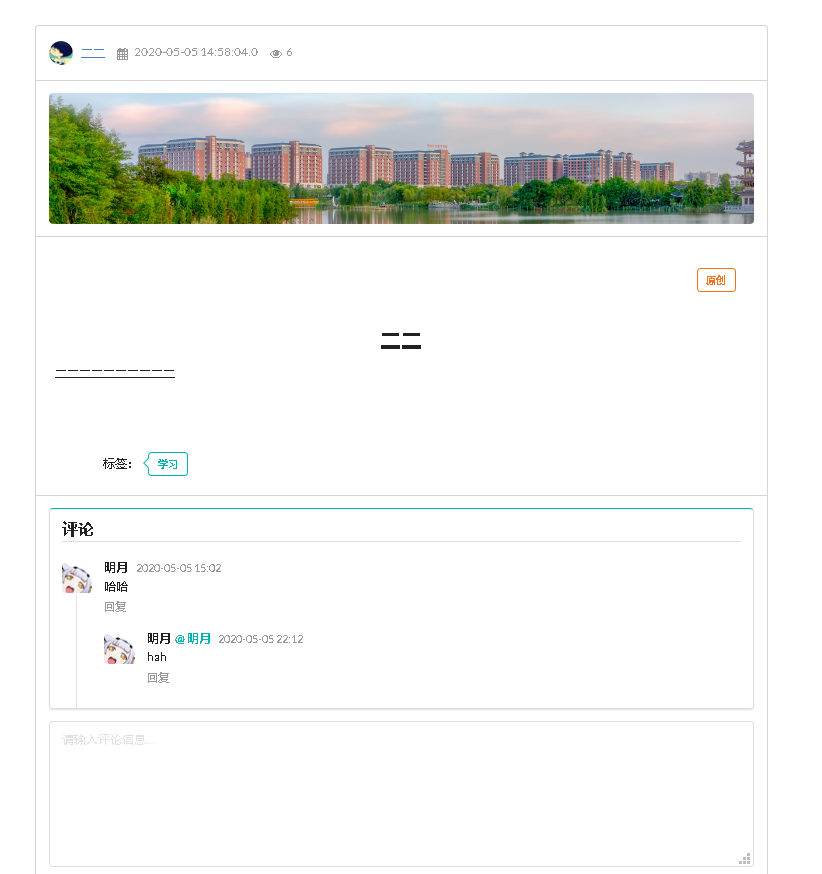 二二 2020-05-05 14:58:04.0 6
原创
二二
二二二二二二二二二二
标签： 学习
评论
明月 2020-05-05 15:02
哈哈
回复
明月 @ 明月 2020-05-05 22:12
hah
回复
请输入评论信息...